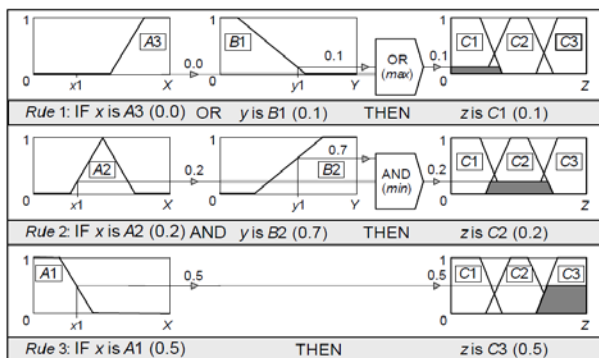 1 A3 1 B1 1 C1 C2 C3
0.0 0.1 OR (max) 0.1
0 x1 X 0 y1 Y 0 Z
Rule 1: IF x is A3 (0.0) OR y is B1 (0.1) THEN z is C1 (0.1)
1 A2 1 B2 0.7 1 C1 C2 C3
0.2 AND (min) 0.2
0 x1 X 0 y1 Y 0 Z
Rule 2: IF x is A2 (0.2) AND y is B2 (0.7) THEN z is C2 (0.2)
1 A1 1 C1 C2 C3
0.5 0.5
0 x1 X 0 Z
Rule 3: IF x is A1 (0.5) THEN z is C3 (0.5)